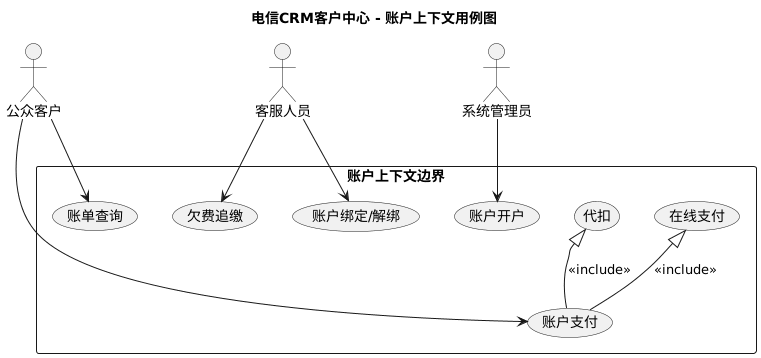 电信CRM客户中心 - 账户上下文用例图
公众客户
客服人员
系统管理员
账户上下文边界
账单查询
欠费追缴
账户绑定/解绑
账户开户
代扣
在线支付
«include»
«include»
账户支付